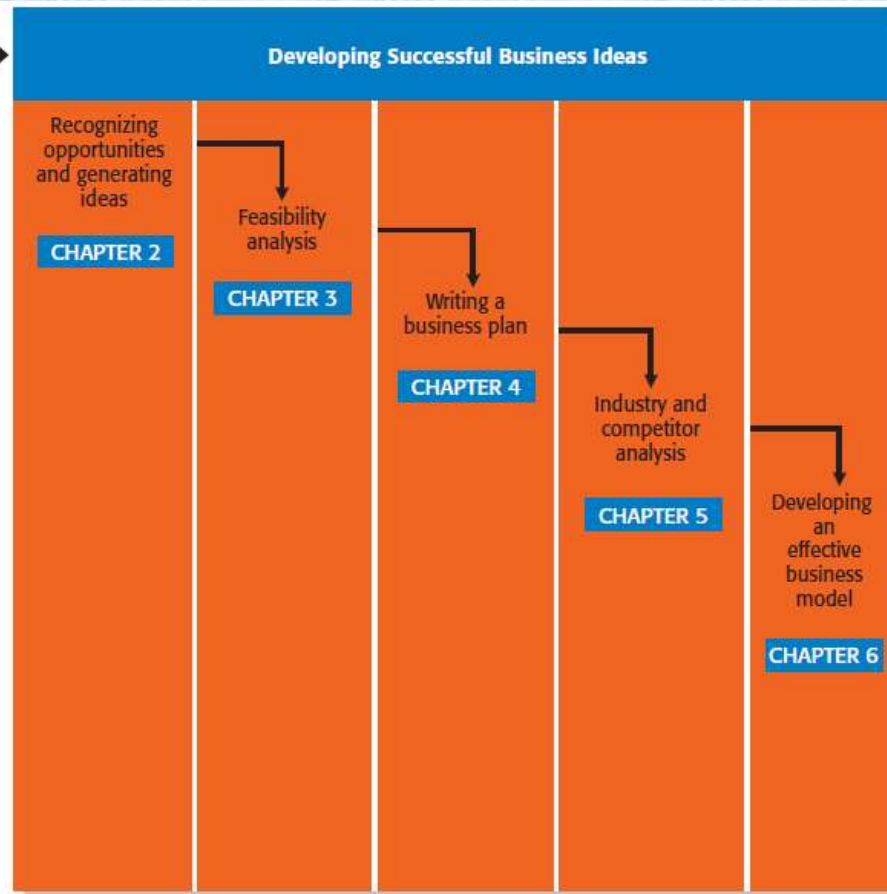 Developing Successful Business Ideas
Recognizing
opportunities
and generating
ideas
CHAPTER 2
Feasibility
analysis
CHAPTER 3
Writing a
business plan
CHAPTER 4
Industry and
competitor
analysis
CHAPTER 5
Developing
an
effective
business
model
CHAPTER 6